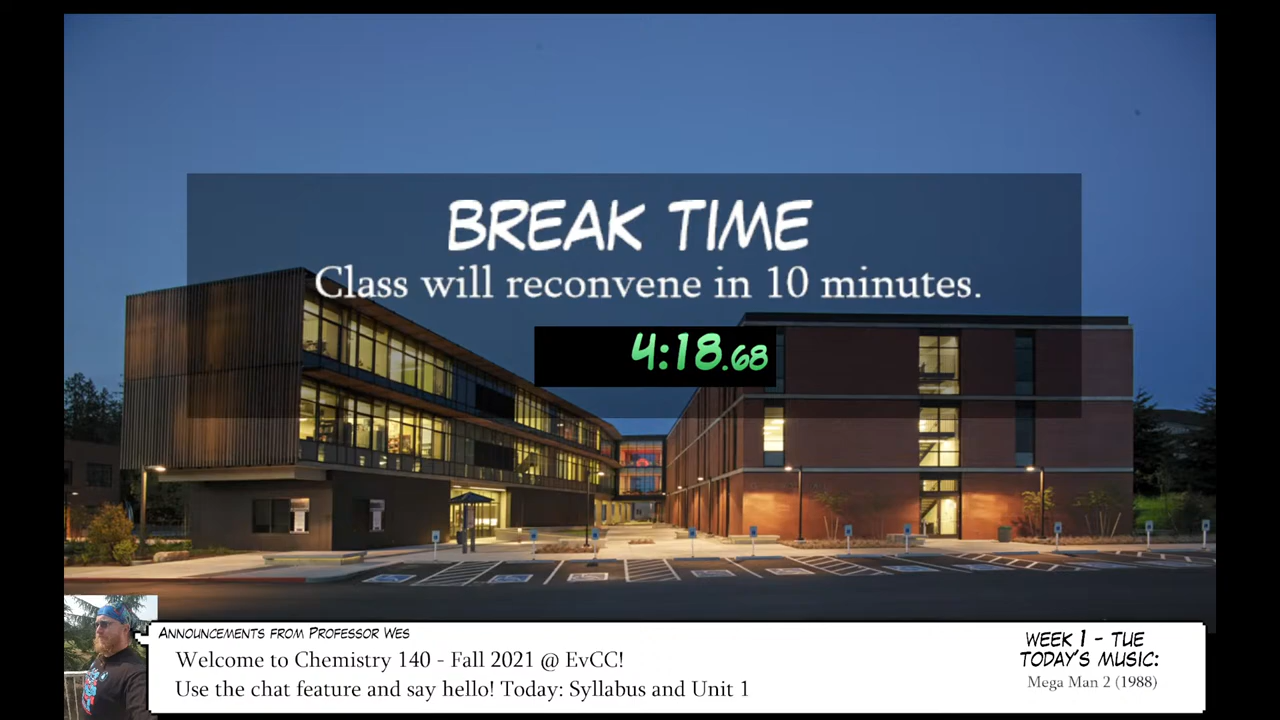 BREAK TIME
Class will reconvene in 10 minutes.
4:18.68
ANNOUNCEMENTS FROM PROFESSOR WES
Welcome to Chemistry 140 - Fall 2021 @ EvCC!
Use the chat feature and say hello! Today: Syllabus and Unit 1
WEEK 1 - TUE
TODAY'S MUSIC:
Mega Man 2 (1988)